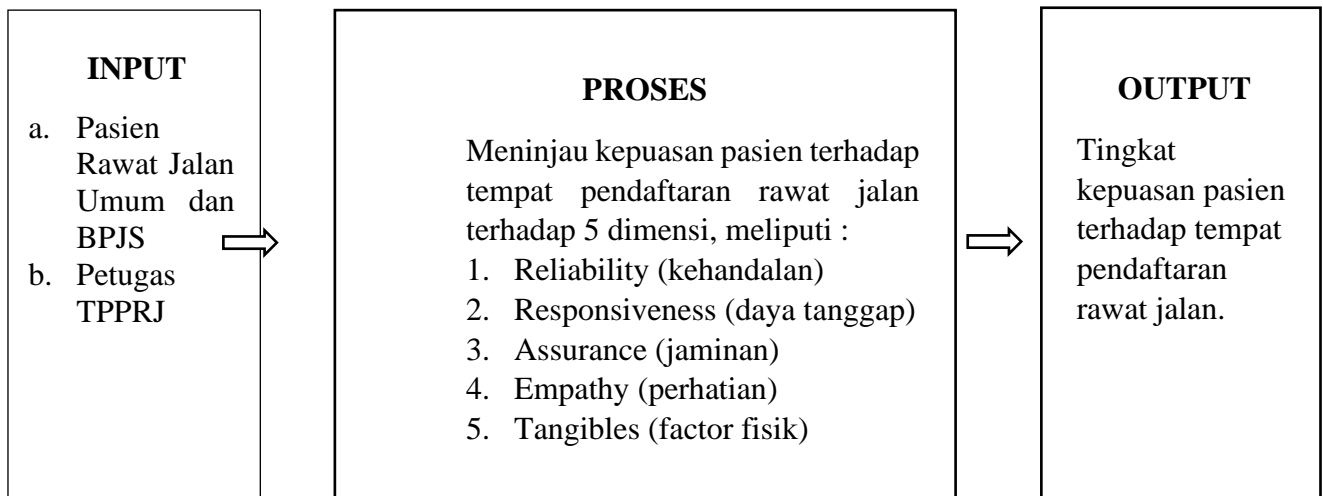 INPUT
a. Pasien
Rawat Jalan
Umum dan
BPJS
b. Petugas
TPPRJ
PROSES
Meninjau kepuasan pasien terhadap
tempat pendaftaran rawat jalan
terhadap 5 dimensi, meliputi :
1. Reliability (kehandalan)
2. Responsiveness (daya tanggap)
3. Assurance (jaminan)
4. Empathy (perhatian)
5. Tangibles (factor fisik)
OUTPUT
Tingkat
kepuasan pasien
terhadap tempat
pendaftaran
rawat jalan.